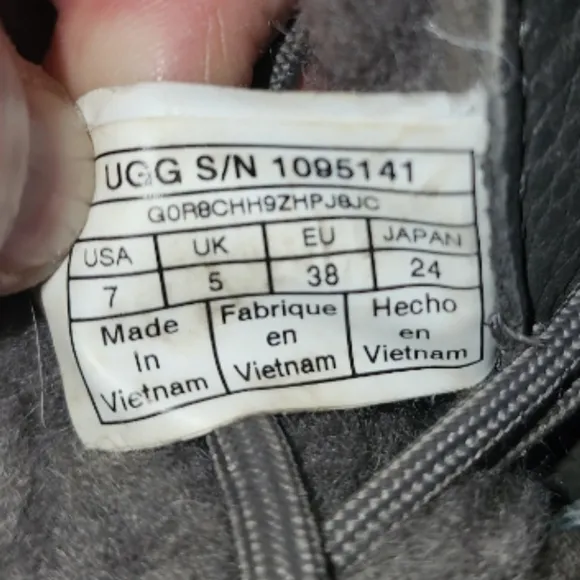 UGG S/N 1095141
G0R8CHH9ZHPJ8JC
USA UK EU JAPAN
7 5 38 24
Made in Vietnam
Fabrique en Vietnam
Hecho en Vietnam